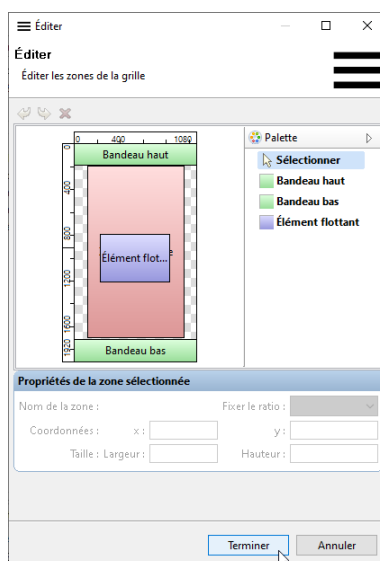 Éditer
Éditer
Éditer les zones de la grille
0 400 1080
Palette
Bandeau haut
Sélectionner
Bandeau haut
Bandeau bas
Élément flottant
0
400
800
1200
1600
1920
Élément flot...
Bandeau bas
Propriétés de la zone sélectionnée
Nom de la zone : Fixer le ratio :
Coordonnées : x : y :
Taille : Largeur : Hauteur :
Terminer Annuler